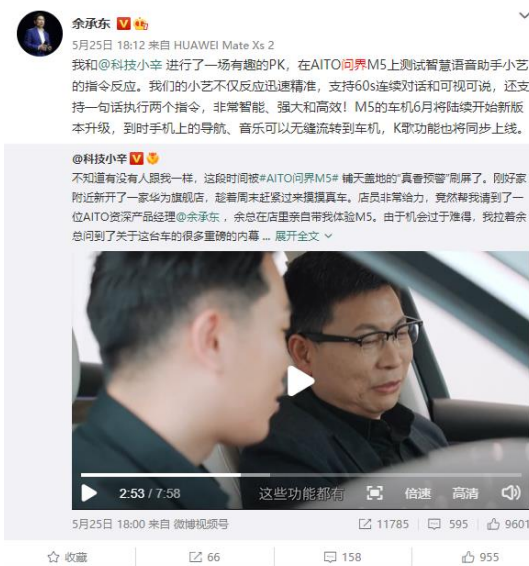 余承东
5月25日 18:12 来自 HUAWEI Mate Xs 2
我和@科技小辛 进行了一场有趣的PK，在AITO问界M5上测试智慧语音助手小艺
的指令反应。我们的小艺不仅反应迅速精准，支持60s连续对话和可视可说，还支
持一句话执行两个指令，非常智能、强大和高效！M5的车机6月将陆续开始新版
本升级，到时手机上的导航、音乐可以无缝流转到车机，K歌功能也将同步上线。
@科技小辛
不知道有没有人跟我一样，这段时间被#AITO问界M5# 铺天盖地的“真香预警”刷屏了。刚好家
附近新开了一家华为旗舰店，趁着周末赶紧过来摸摸真车。店员非常给力，竟然帮我请到了一
位AITO资深产品经理@余承东 ，余总在店里亲自带我体验M5。由于机会过于难得，我拉着余
总问到了关于这台车的很多重磅的内幕 ... 展开全文
2:53 / 7:58 这些功能都有 倍速 高清
5月25日 18:00 来自 微博视频号 11785 595 9601
收藏 66 158 955